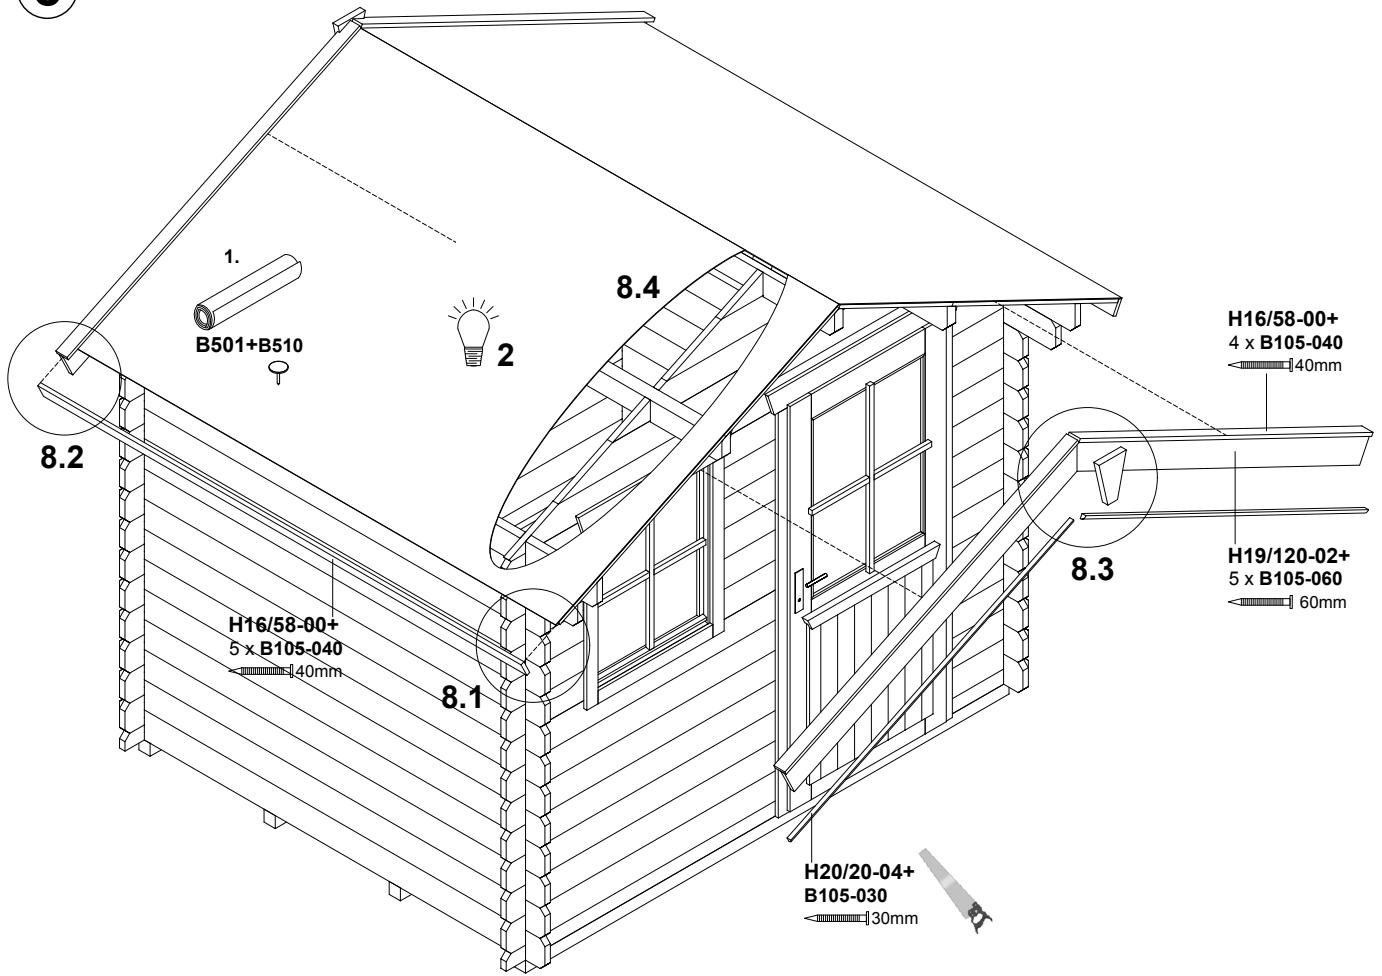 1.
B501+B510
2
8.4
8.2
H16/58-00+
4 x B105-040
40mm
8.3
H19/120-02+
5 x B105-060
60mm
H16/58-00+
5 x B105-040
40mm
8.1
H20/20-04+
B105-030
30mm